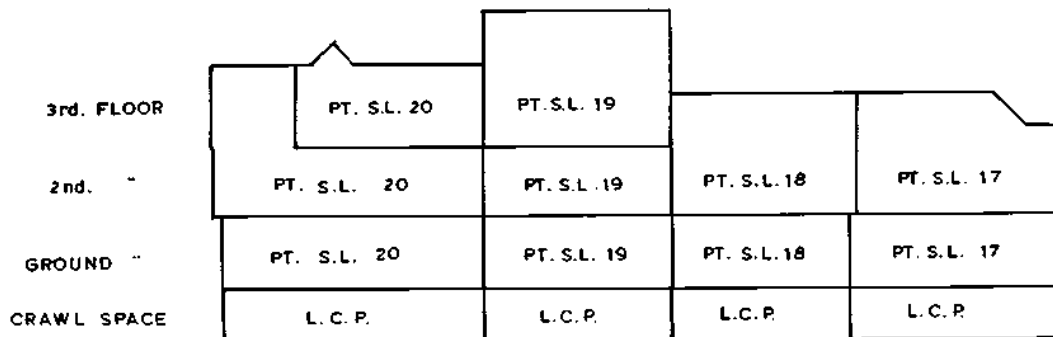 3rd. FLOOR PT. S.L. 20 PT. S.L. 19
2nd. " PT. S.L. 20 PT. S.L. 19 PT. S.L. 18 PT. S.L. 17
GROUND " PT. S.L. 20 PT. S.L. 19 PT. S.L. 18 PT. S.L. 17
CRAWL SPACE L.C.P. L.C.P. L.C.P. L.C.P.